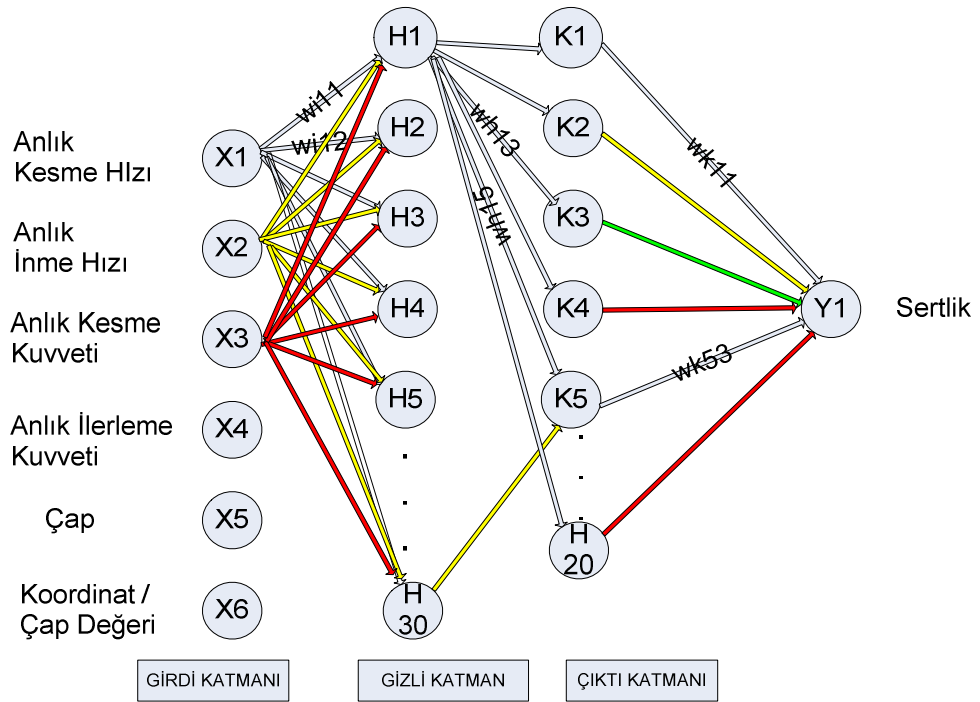 Anlık
Kesme HIzı
Anlık
İnme Hızı
Anlık Kesme
Kuvveti
Anlık İlerleme
Kuvveti
Çap
Koordinat /
Çap Değeri
X1
X2
X3
X4
X5
X6
wi11
wi12
H1
H2
H3
H4
H5
H
30
wh13
wh15
K1
K2
K3
K4
K5
H
20
wk11
wk53
Y1
Sertlik
GİRDİ KATMANI
GİZLİ KATMAN
ÇIKTI KATMANI